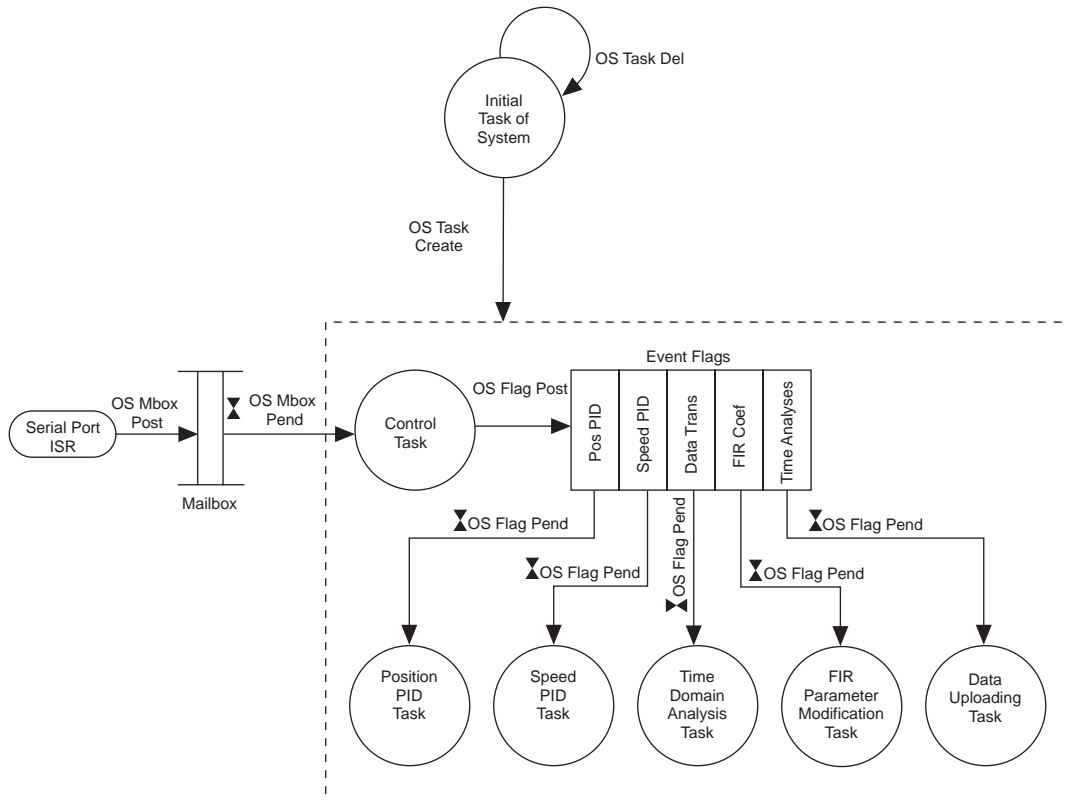 OS Task Del
Initial
Task of
System
OS Task
Create
Event Flags
OS Flag Post
OS Mbox
Post
OS Mbox
Pend
Serial Port
ISR
Control
Task
Pos PID
Speed PID
Data Trans
FIR Coef
Time Analyses
Mailbox
OS Flag Pend
OS Flag Pend
OS Flag Pend
OS Flag Pend
OS Flag Pend
Position
PID
Task
Speed
PID
Task
Time
Domain
Analysis
Task
FIR
Parameter
Modification
Task
Data
Uploading
Task